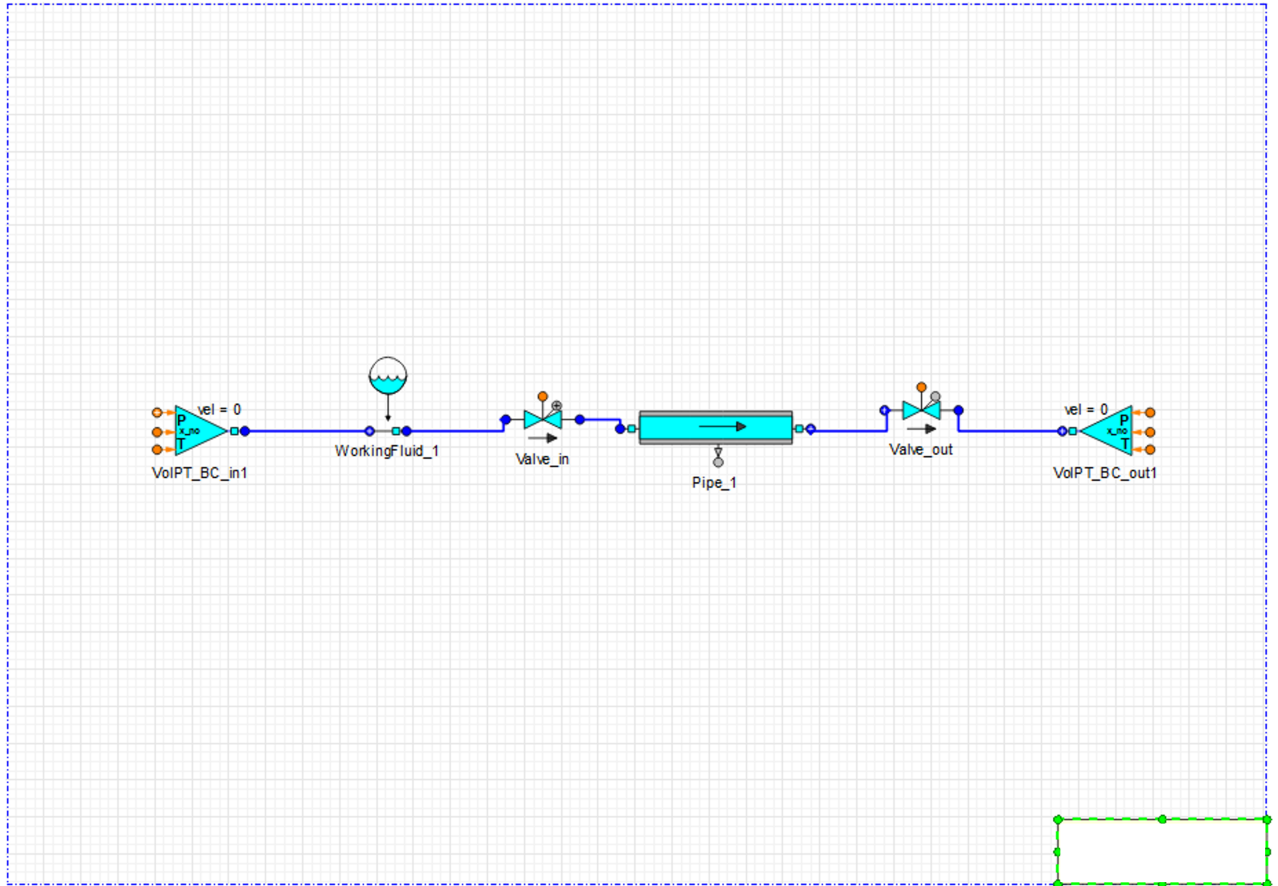 vel = 0
P
x_no
T
VolPT_BC_in1
WorkingFluid_1
Valve_in
Pipe_1
Valve_out
vel = 0
P
x_no
T
VolPT_BC_out1